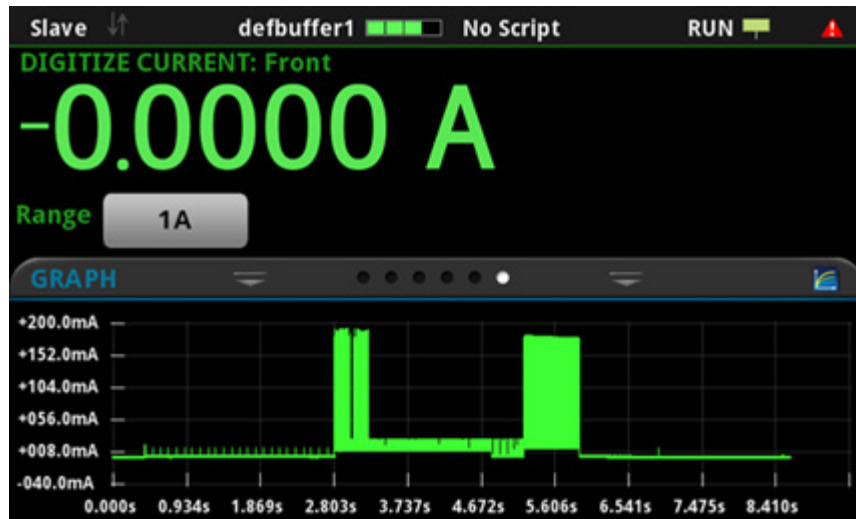 Slave defbuffer1 No Script RUN
DIGITIZE CURRENT: Front
-0.0000 A
Range 1A
GRAPH
+200.0mA
+152.0mA
+104.0mA
+056.0mA
+008.0mA
-040.0mA
0.000s 0.934s 1.869s 2.803s 3.737s 4.672s 5.606s 6.541s 7.475s 8.410s